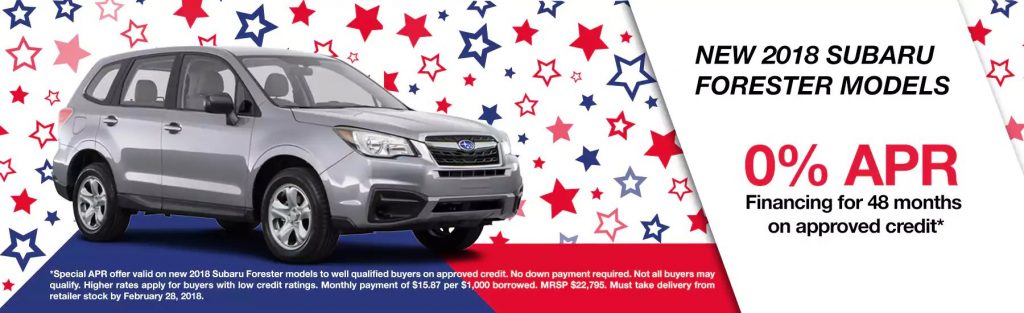 NEW 2018 SUBARU
FORESTER MODELS
0% APR
Financing for 48 months
on approved credit*
*Special APR offer valid on new 2018 Subaru Forester models to well qualified buyers on approved credit. No down payment required. Not all buyers may
qualify. Higher rates apply for buyers with low credit ratings. Monthly payment of $15.87 per $1,000 borrowed. MRSP $22,795. Must take delivery from
retailer stock by February 28, 2018.